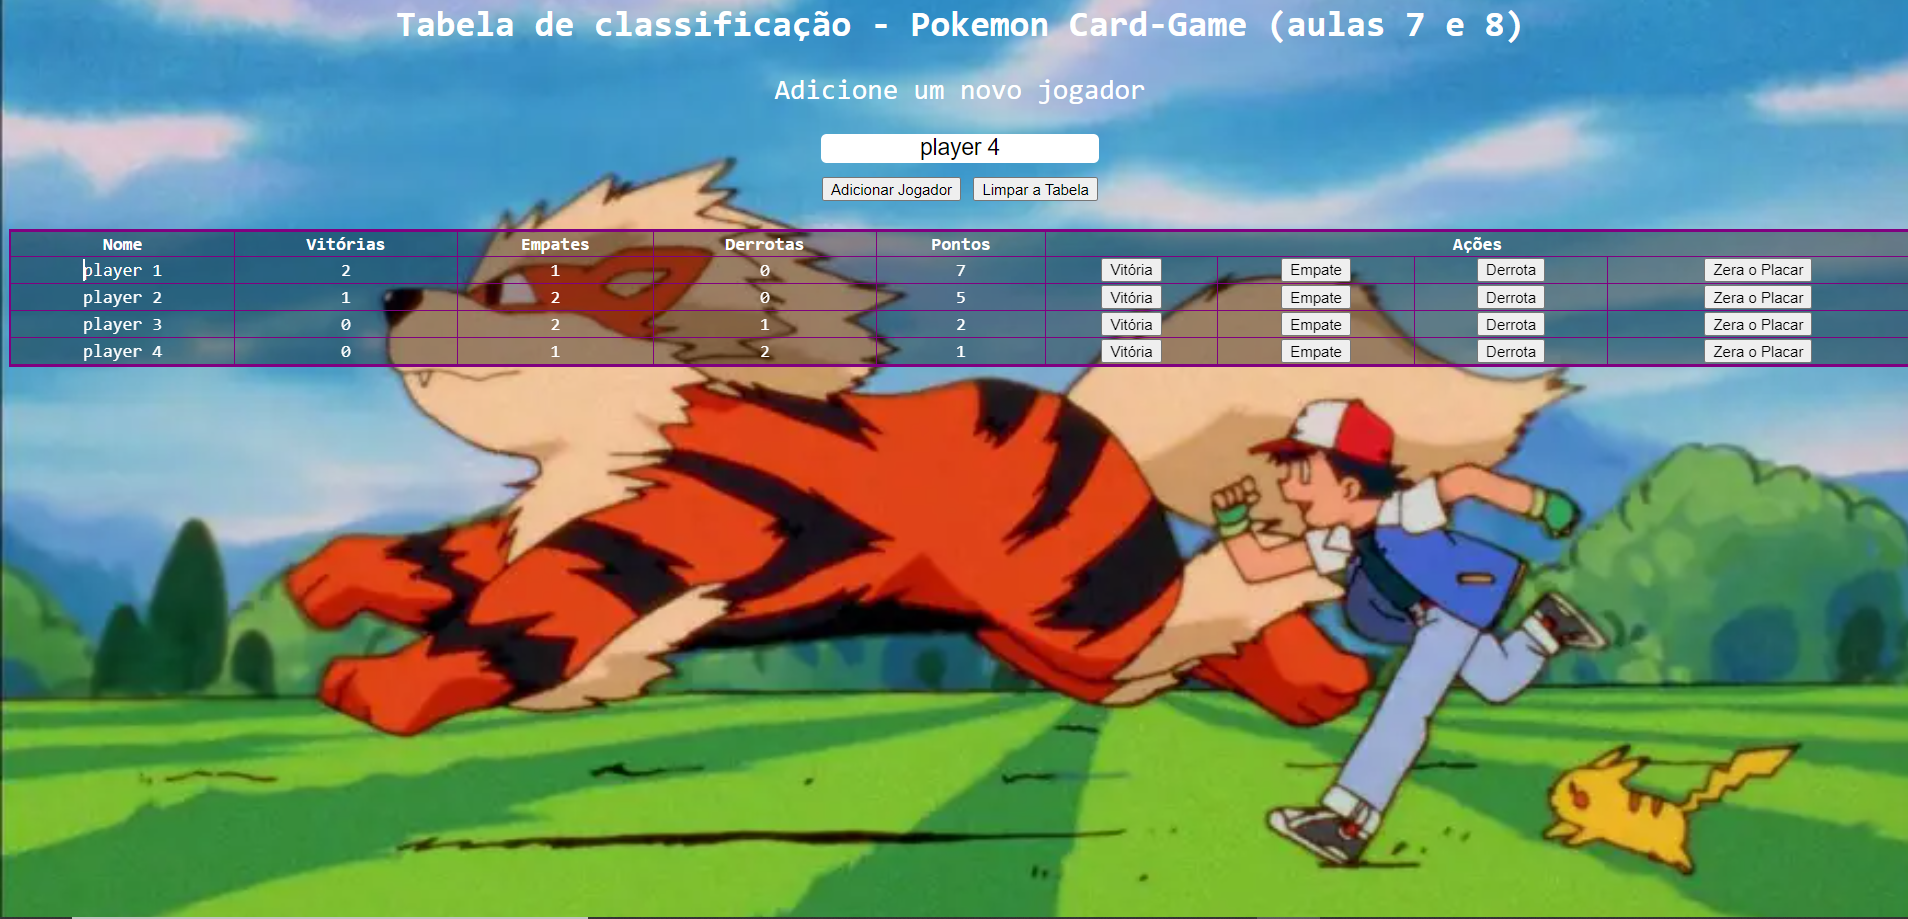 Tabela de classificação - Pokemon Card-Game (aulas 7 e 8)
Adicione um novo jogador
player 4
Adicionar Jogador Limpar a Tabela
Nome Vitórias Empates Derrotas Pontos Ações
player 1 2 1 0 7 Vitória Empate Derrota Zera o Placar
player 2 1 2 0 5 Vitória Empate Derrota Zera o Placar
player 3 0 2 1 2 Vitória Empate Derrota Zera o Placar
player 4 0 1 2 1 Vitória Empate Derrota Zera o Placar